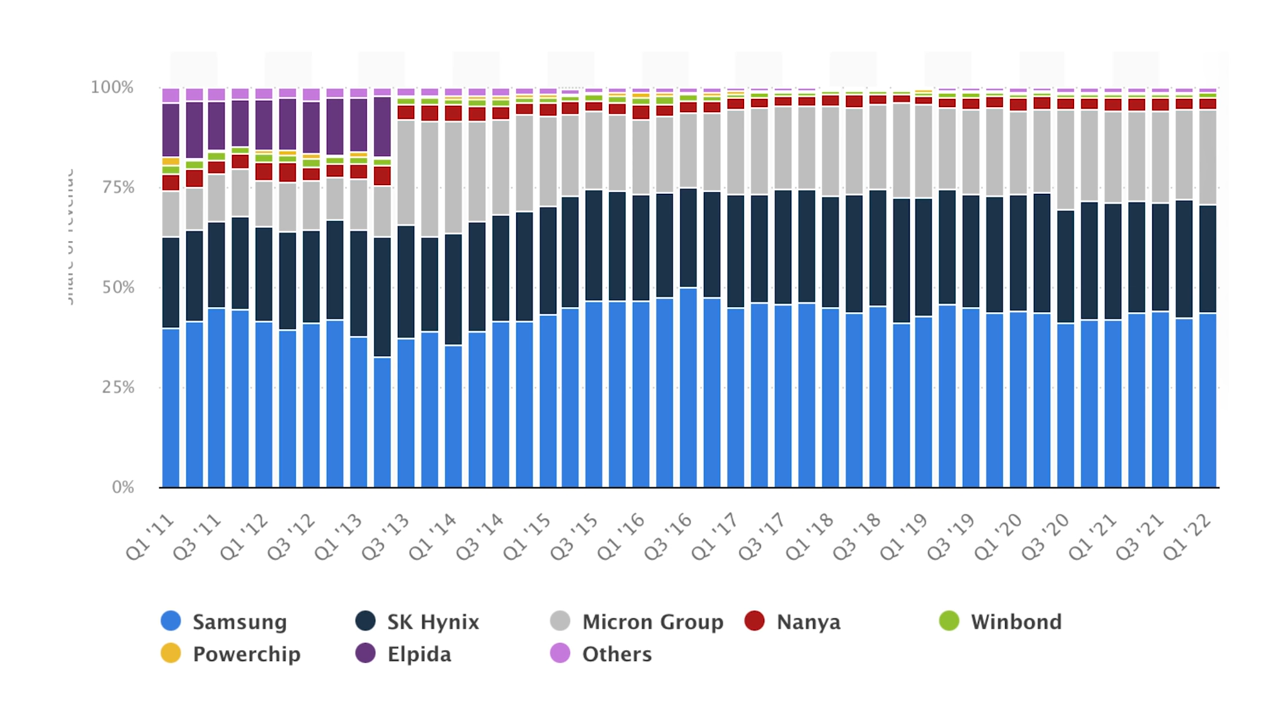 100%
75%
50%
25%
0%
Q1 '11
Q3 '11
Q1 '12
Q3 '12
Q1 '13
Q3 '13
Q1 '14
Q3 '14
Q1 '15
Q3 '15
Q1 '16
Q3 '16
Q1 '17
Q3 '17
Q1 '18
Q3 '18
Q1 '19
Q3 '19
Q1 '20
Q3 '20
Q1 '21
Q3 '21
Q1 '22
Samsung
SK Hynix
Micron Group
Nanya
Winbond
Powerchip
Elpida
Others